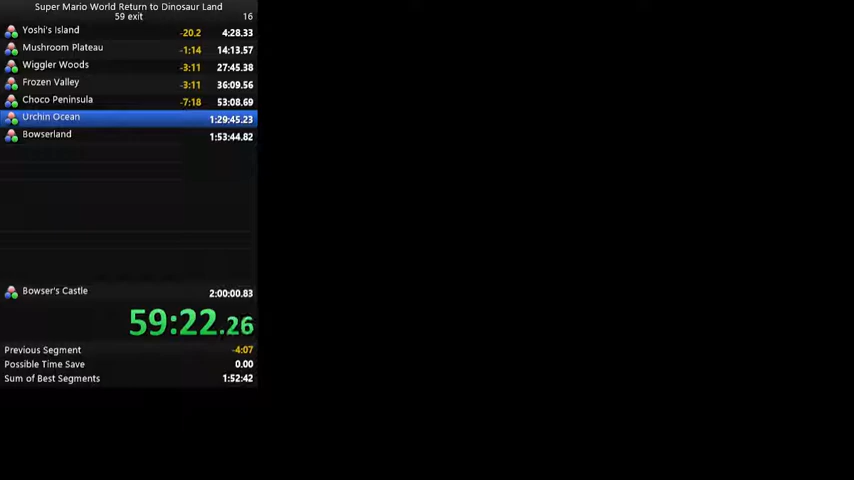 Super Mario World Return to Dinosaur Land
59 exit 16
Yoshi's Island -20.2 4:28.33
Mushroom Plateau -1:14 14:13.57
Wiggler Woods -3:11 27:45.38
Frozen Valley -3:11 36:09.56
Choco Peninsula -7:18 53:08.69
Urchin Ocean 1:29:45.23
Bowserland 1:53:44.82
Bowser's Castle 2:00:00.83
59:22.26
Previous Segment -4:07
Possible Time Save 0.00
Sum of Best Segments 1:52:42